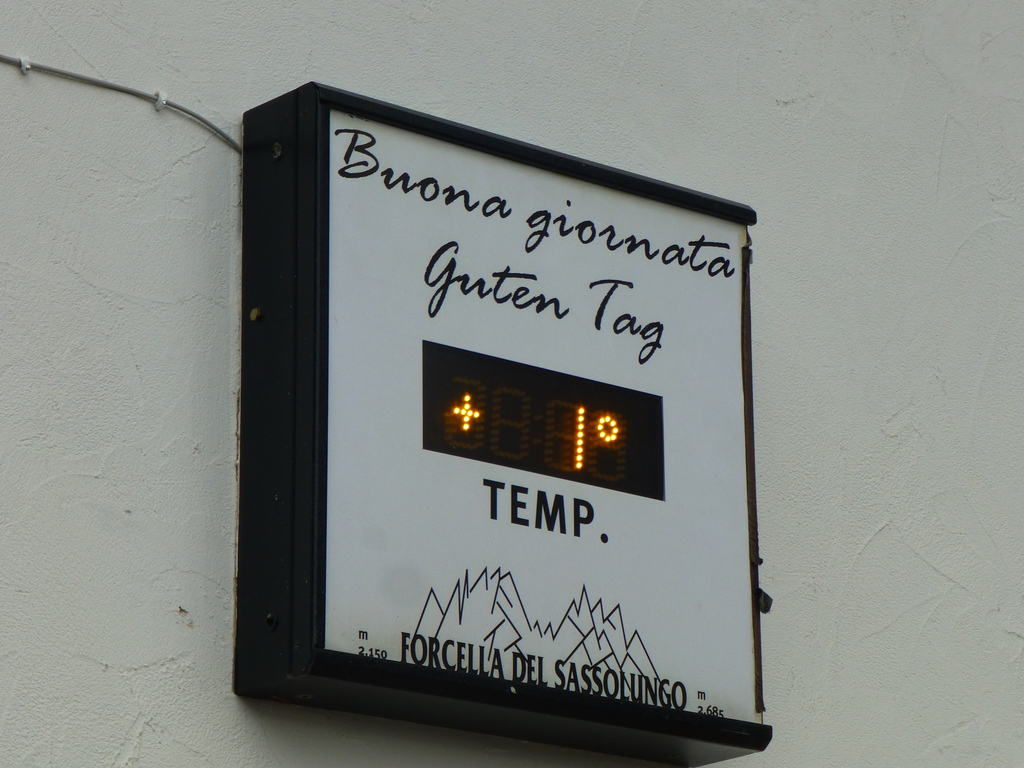 Buona giornata
Guten Tag
+ 1°
TEMP.
m
2.150
FORCELLA DEL SASSOLUNGO
m
2.685